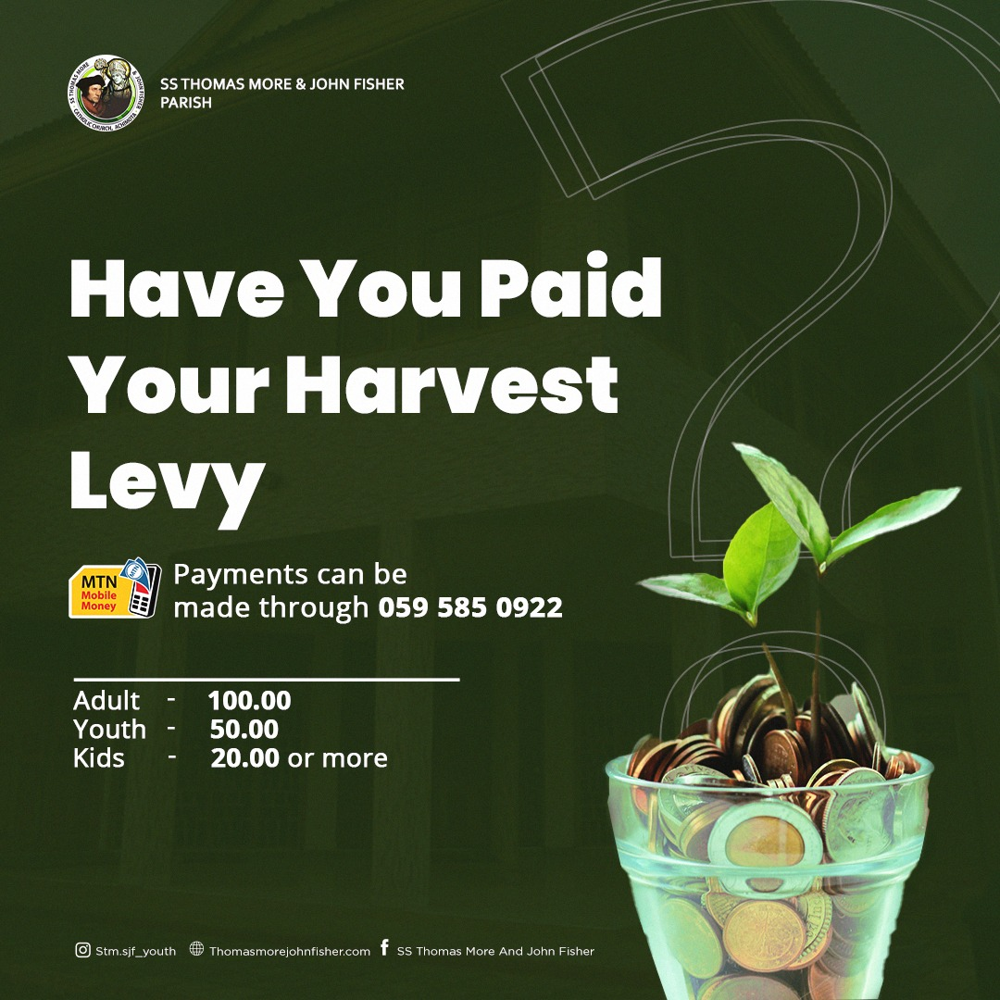 SS THOMAS MORE & JOHN FISHER
CATHOLIC CHURCH, ACHIMOTA
SS THOMAS MORE & JOHN FISHER
PARISH
Have You Paid
Your Harvest
Levy
MTN
Mobile
Money
Payments can be
made through 059 585 0922
Adult - 100.00
Youth - 50.00
Kids - 20.00 or more
Stm.sjf_youth Thomasmorejohnfisher.com f SS Thomas More And John Fisher